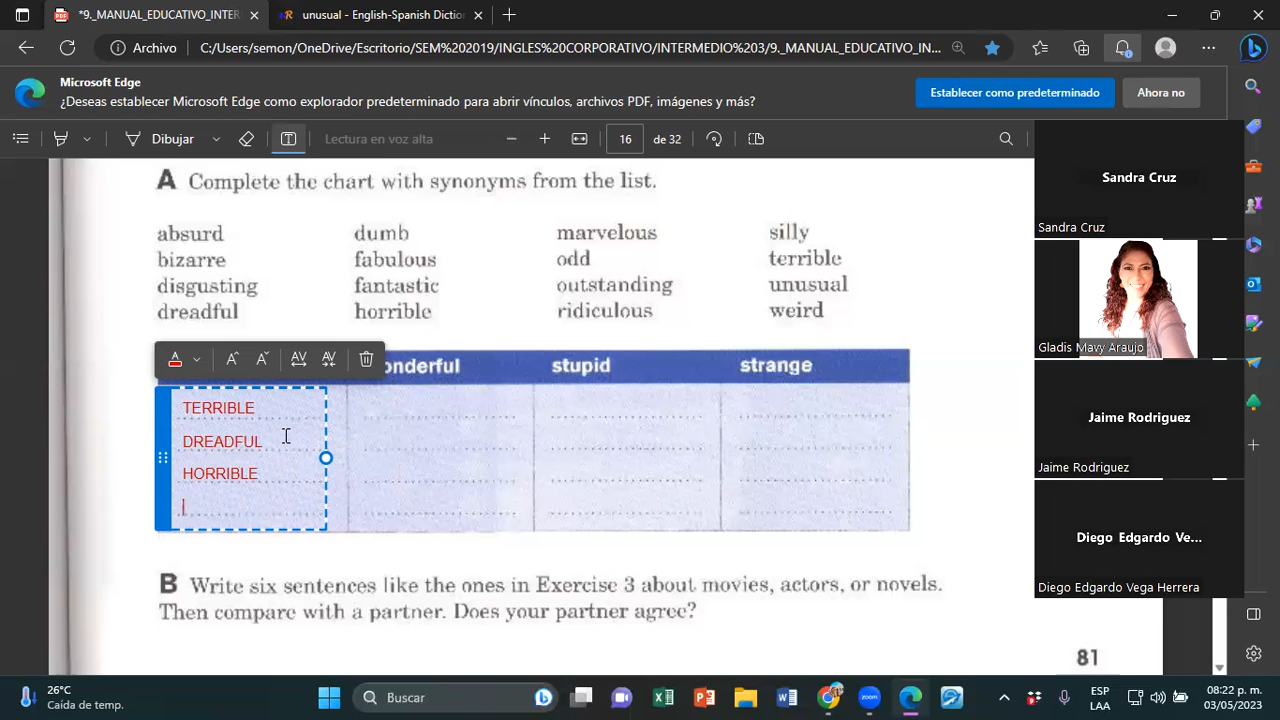 *9._MANUAL_EDUCATIVO_INTER
unusual - English-Spanish Diction
Archivo
C:/Users/semon/OneDrive/Escritorio/SEM%202019/INGLES%20CORPORATIVO/INTERMEDIO%203/9._MANUAL_EDUCATIVO_IN...
Microsoft Edge
¿Deseas establecer Microsoft Edge como explorador predeterminado para abrir vínculos, archivos PDF, imágenes y más?
Establecer como predeterminado
Ahora no
Dibujar
Lectura en voz alta
16
de 32
A Complete the chart with synonyms from the list.
absurd dumb marvelous silly
bizarre fabulous odd terrible
disgusting fantastic outstanding unusual
dreadful horrible ridiculous weird
onderful stupid strange
TERRIBLE
DREADFUL
HORRIBLE
B Write six sentences like the ones in Exercise 3 about movies, actors, or novels.
Then compare with a partner. Does your partner agree?
81
Sandra Cruz
Sandra Cruz
Gladis Mavy Araujo
Jaime Rodriguez
Jaime Rodriguez
Diego Edgardo Ve...
Diego Edgardo Vega Herrera
26°C
Caída de temp.
Buscar
ESP
LAA
08:22 p. m.
03/05/2023